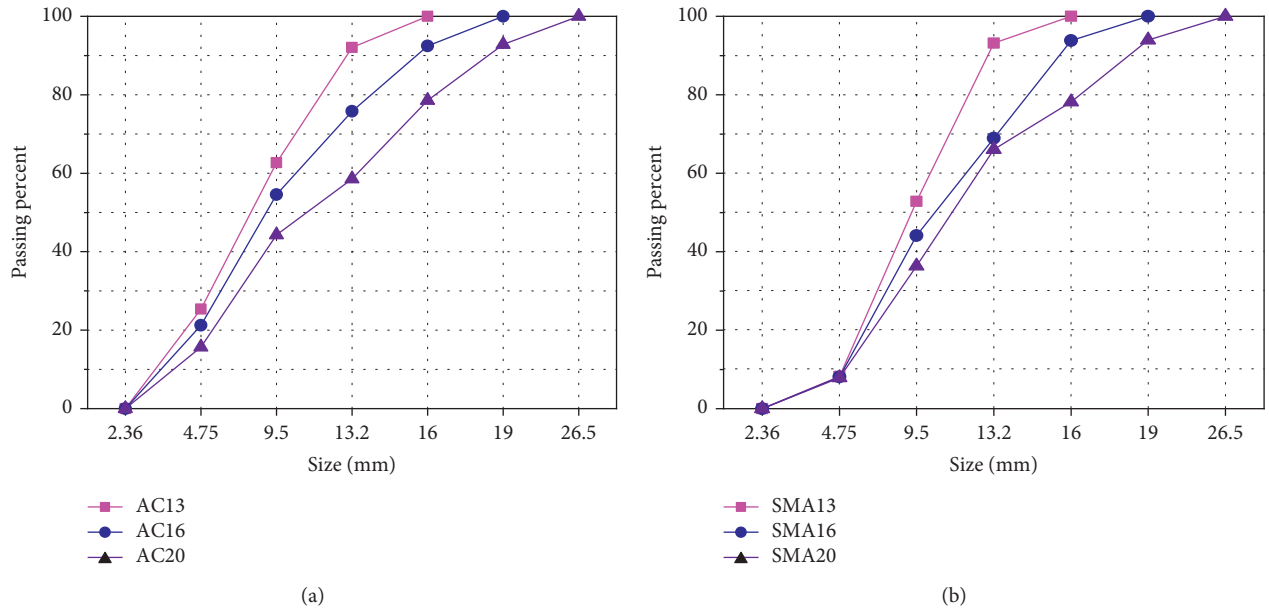 100
80
60
40
20
0
Passing percent
2.36 4.75 9.5 13.2 16 19 26.5
Size (mm)
AC13
AC16
AC20
(a)
100
80
60
40
20
0
Passing percent
2.36 4.75 9.5 13.2 16 19 26.5
Size (mm)
SMA13
SMA16
SMA20
(b)